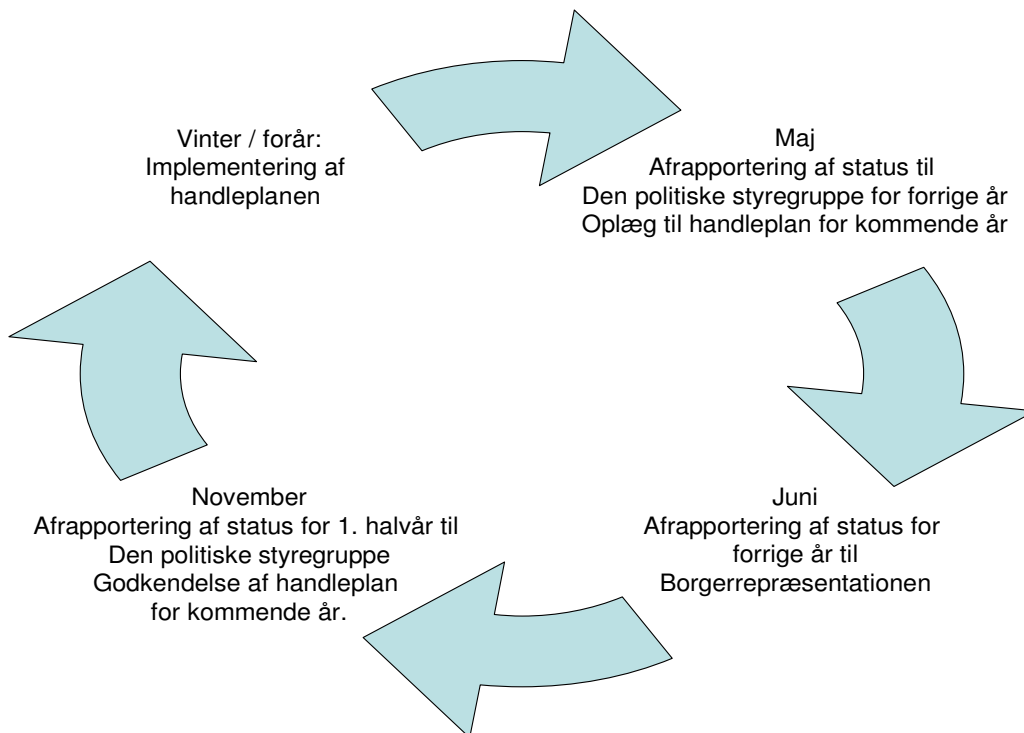 Vinter / forår:
Implementering af
handleplanen
Maj
Afrapportering af status til
Den politiske styregruppe for forrige år
Oplæg til handleplan for kommende år
Juni
Afrapportering af status for
forrige år til
Borgerrepræsentationen
November
Afrapportering af status for 1. halvår til
Den politiske styregruppe
Godkendelse af handleplan
for kommende år.